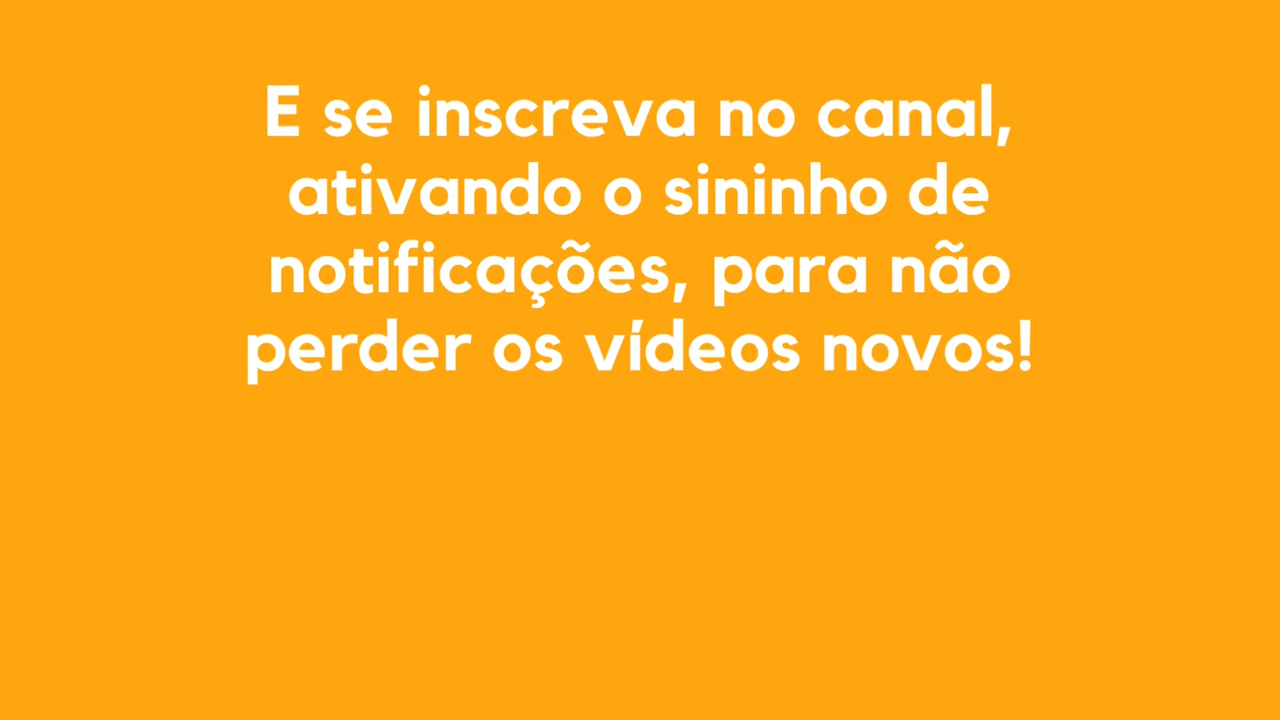 E se inscreva no canal,
ativando o sininho de
notificações, para não
perder os vídeos novos!